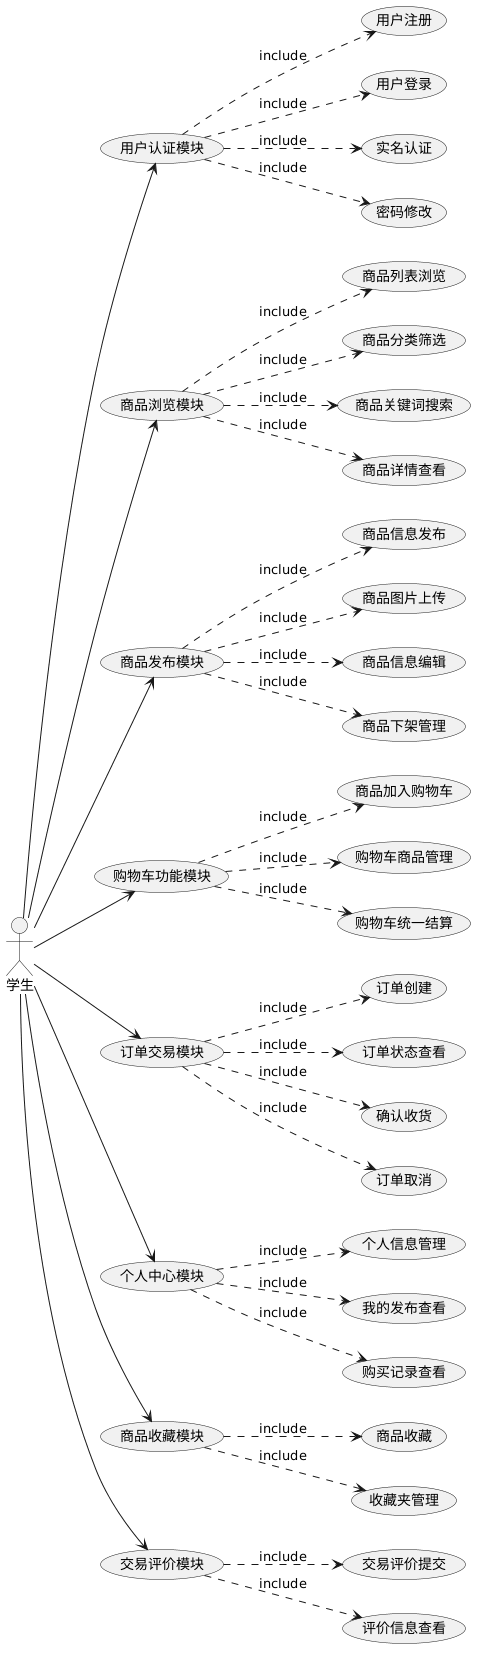 用户注册
include
用户登录
include
用户认证模块
include
实名认证
include
密码修改
商品列表浏览
include
商品分类筛选
include
商品浏览模块
include
商品关键词搜索
include
商品详情查看
商品信息发布
include
商品图片上传
include
商品发布模块
include
商品信息编辑
include
商品下架管理
商品加入购物车
include
购物车功能模块
include
购物车商品管理
include
购物车统一结算
学生
订单创建
include
订单交易模块
include
订单状态查看
include
确认收货
include
订单取消
个人信息管理
include
个人中心模块
include
我的发布查看
include
购买记录查看
商品收藏模块
include
商品收藏
include
收藏夹管理
交易评价模块
include
交易评价提交
include
评价信息查看